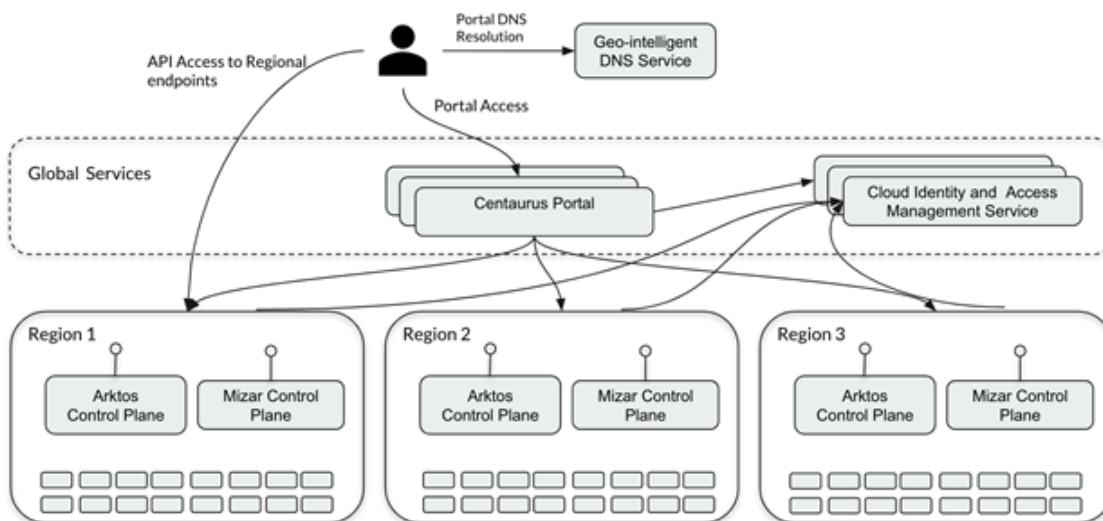 Portal DNS
Resolution
Geo-intelligent
DNS Service
API Access to Regional
endpoints
Portal Access
Global Services
Centaurus Portal
Cloud Identity and Access
Management Service
Region 1
Arktos
Control Plane
Mizar Control
Plane
Region 2
Arktos
Control Plane
Mizar Control
Plane
Region 3
Arktos
Control Plane
Mizar Control
Plane